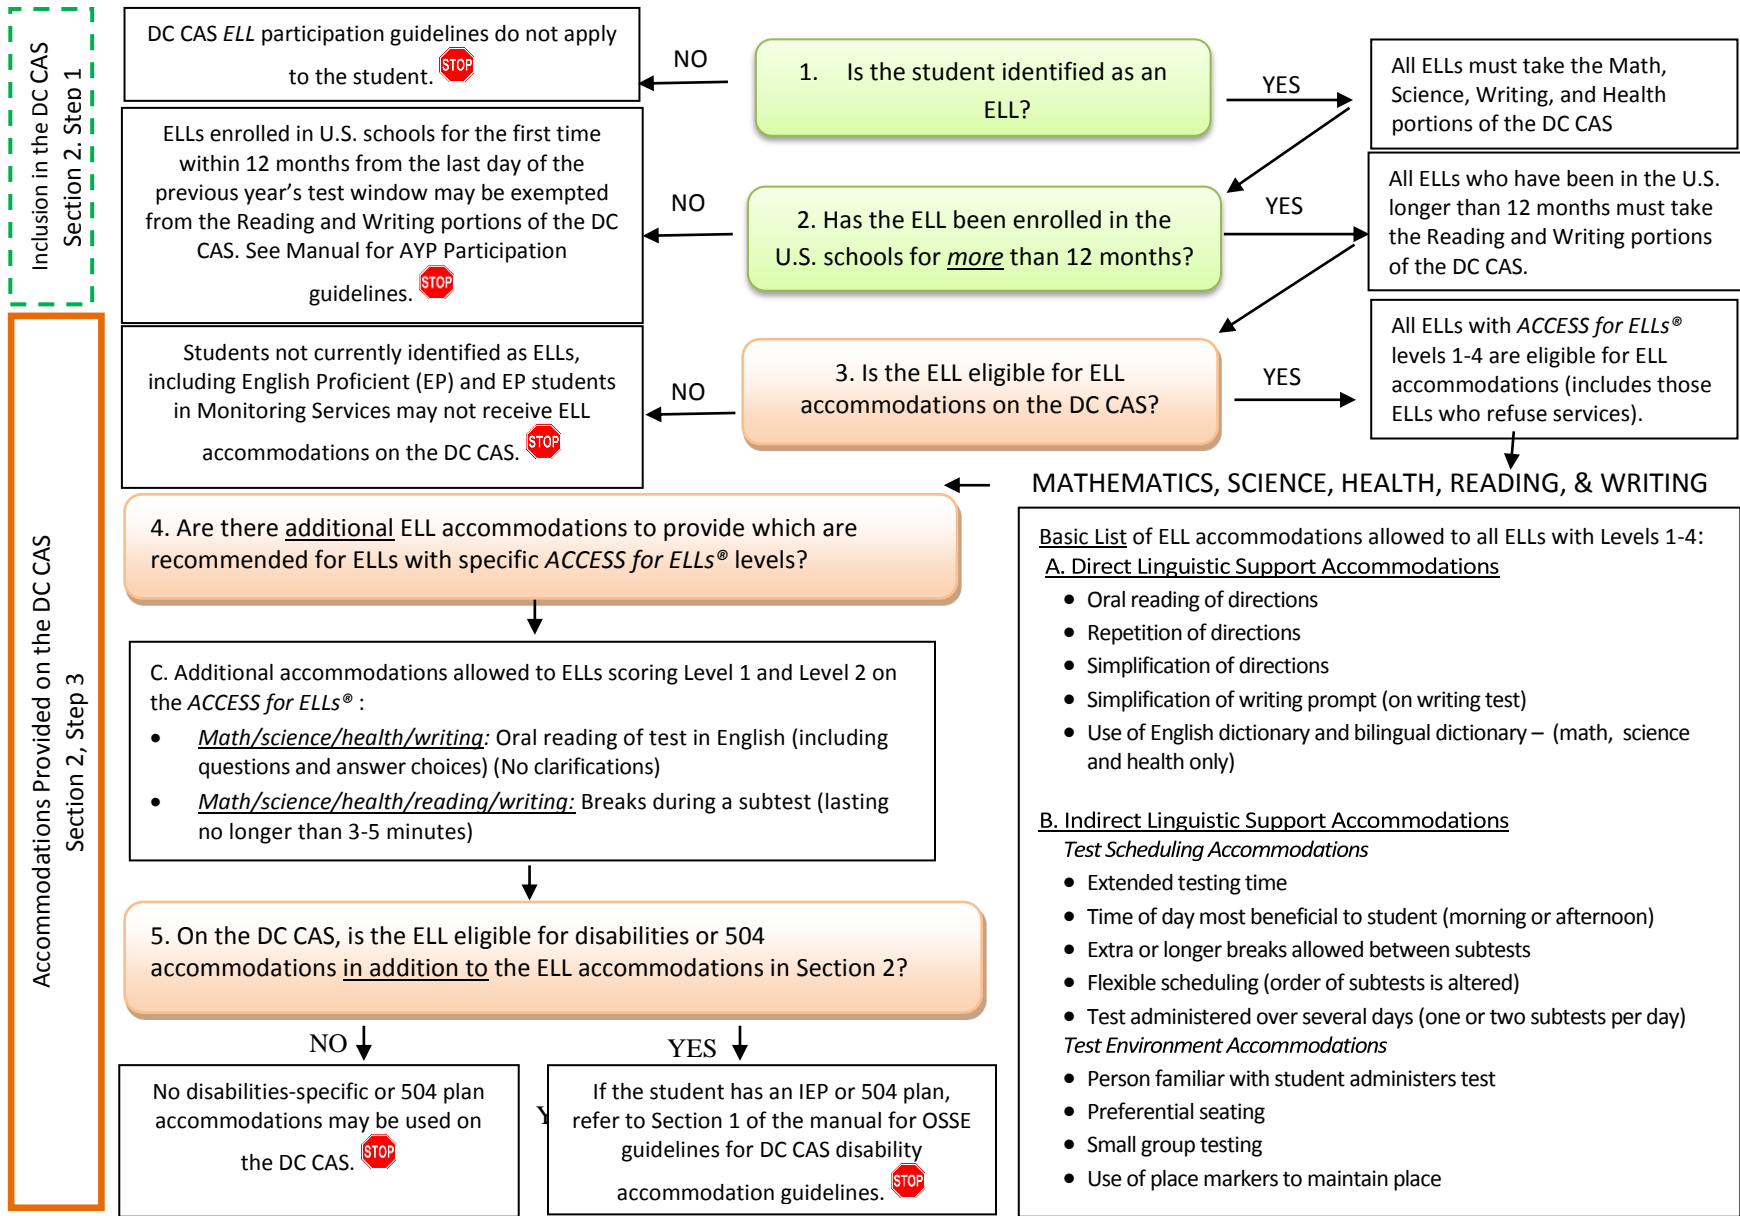 Inclusion in the DC CAS
Section 2. Step 1
DC CAS ELL participation guidelines do not apply
to the student. STOP
NO
1. Is the student identified as an
ELL?
YES
All ELLs must take the Math,
Science, Writing, and Health
portions of the DC CAS
ELLs enrolled in U.S. schools for the first time
within 12 months from the last day of the
previous year's test window may be exempted
from the Reading and Writing portions of the DC
CAS. See Manual for AYP Participation
guidelines. STOP
NO
2. Has the ELL been enrolled in the
U.S. schools for more than 12 months?
YES
All ELLs who have been in the U.S.
longer than 12 months must take
the Reading and Writing portions
of the DC CAS.
Accommodations Provided on the DC CAS
Section 2, Step 3
Students not currently identified as ELLs,
including English Proficient (EP) and EP students
in Monitoring Services may not receive ELL
accommodations on the DC CAS. STOP
NO
3. Is the ELL eligible for ELL
accommodations on the DC CAS?
YES
All ELLs with ACCESS for ELLs®
levels 1-4 are eligible for ELL
accommodations (includes those
ELLs who refuse services).
MATHEMATICS, SCIENCE, HEALTH, READING, & WRITING
Basic List of ELL accommodations allowed to all ELLs with Levels 1-4:
A. Direct Linguistic Support Accommodations
• Oral reading of directions
• Repetition of directions
• Simplification of directions
• Simplification of writing prompt (on writing test)
• Use of English dictionary and bilingual dictionary – (math, science
and health only)
B. Indirect Linguistic Support Accommodations
Test Scheduling Accommodations
• Extended testing time
• Time of day most beneficial to student (morning or afternoon)
• Extra or longer breaks allowed between subtests
• Flexible scheduling (order of subtests is altered)
• Test administered over several days (one or two subtests per day)
Test Environment Accommodations
• Person familiar with student administers test
• Preferential seating
• Small group testing
• Use of place markers to maintain place
4. Are there additional ELL accommodations to provide which are
recommended for ELLs with specific ACCESS for ELLs® levels?
C. Additional accommodations allowed to ELLs scoring Level 1 and Level 2 on
the ACCESS for ELLs® :
• Math/science/health/writing: Oral reading of test in English (including
questions and answer choices) (No clarifications)
• Math/science/health/reading/writing: Breaks during a subtest (lasting
no longer than 3-5 minutes)
5. On the DC CAS, is the ELL eligible for disabilities or 504
accommodations in addition to the ELL accommodations in Section 2?
NO
YES
No disabilities-specific or 504 plan
accommodations may be used on
the DC CAS. STOP
If the student has an IEP or 504 plan,
refer to Section 1 of the manual for OSSE
guidelines for DC CAS disability
accommodation guidelines. STOP